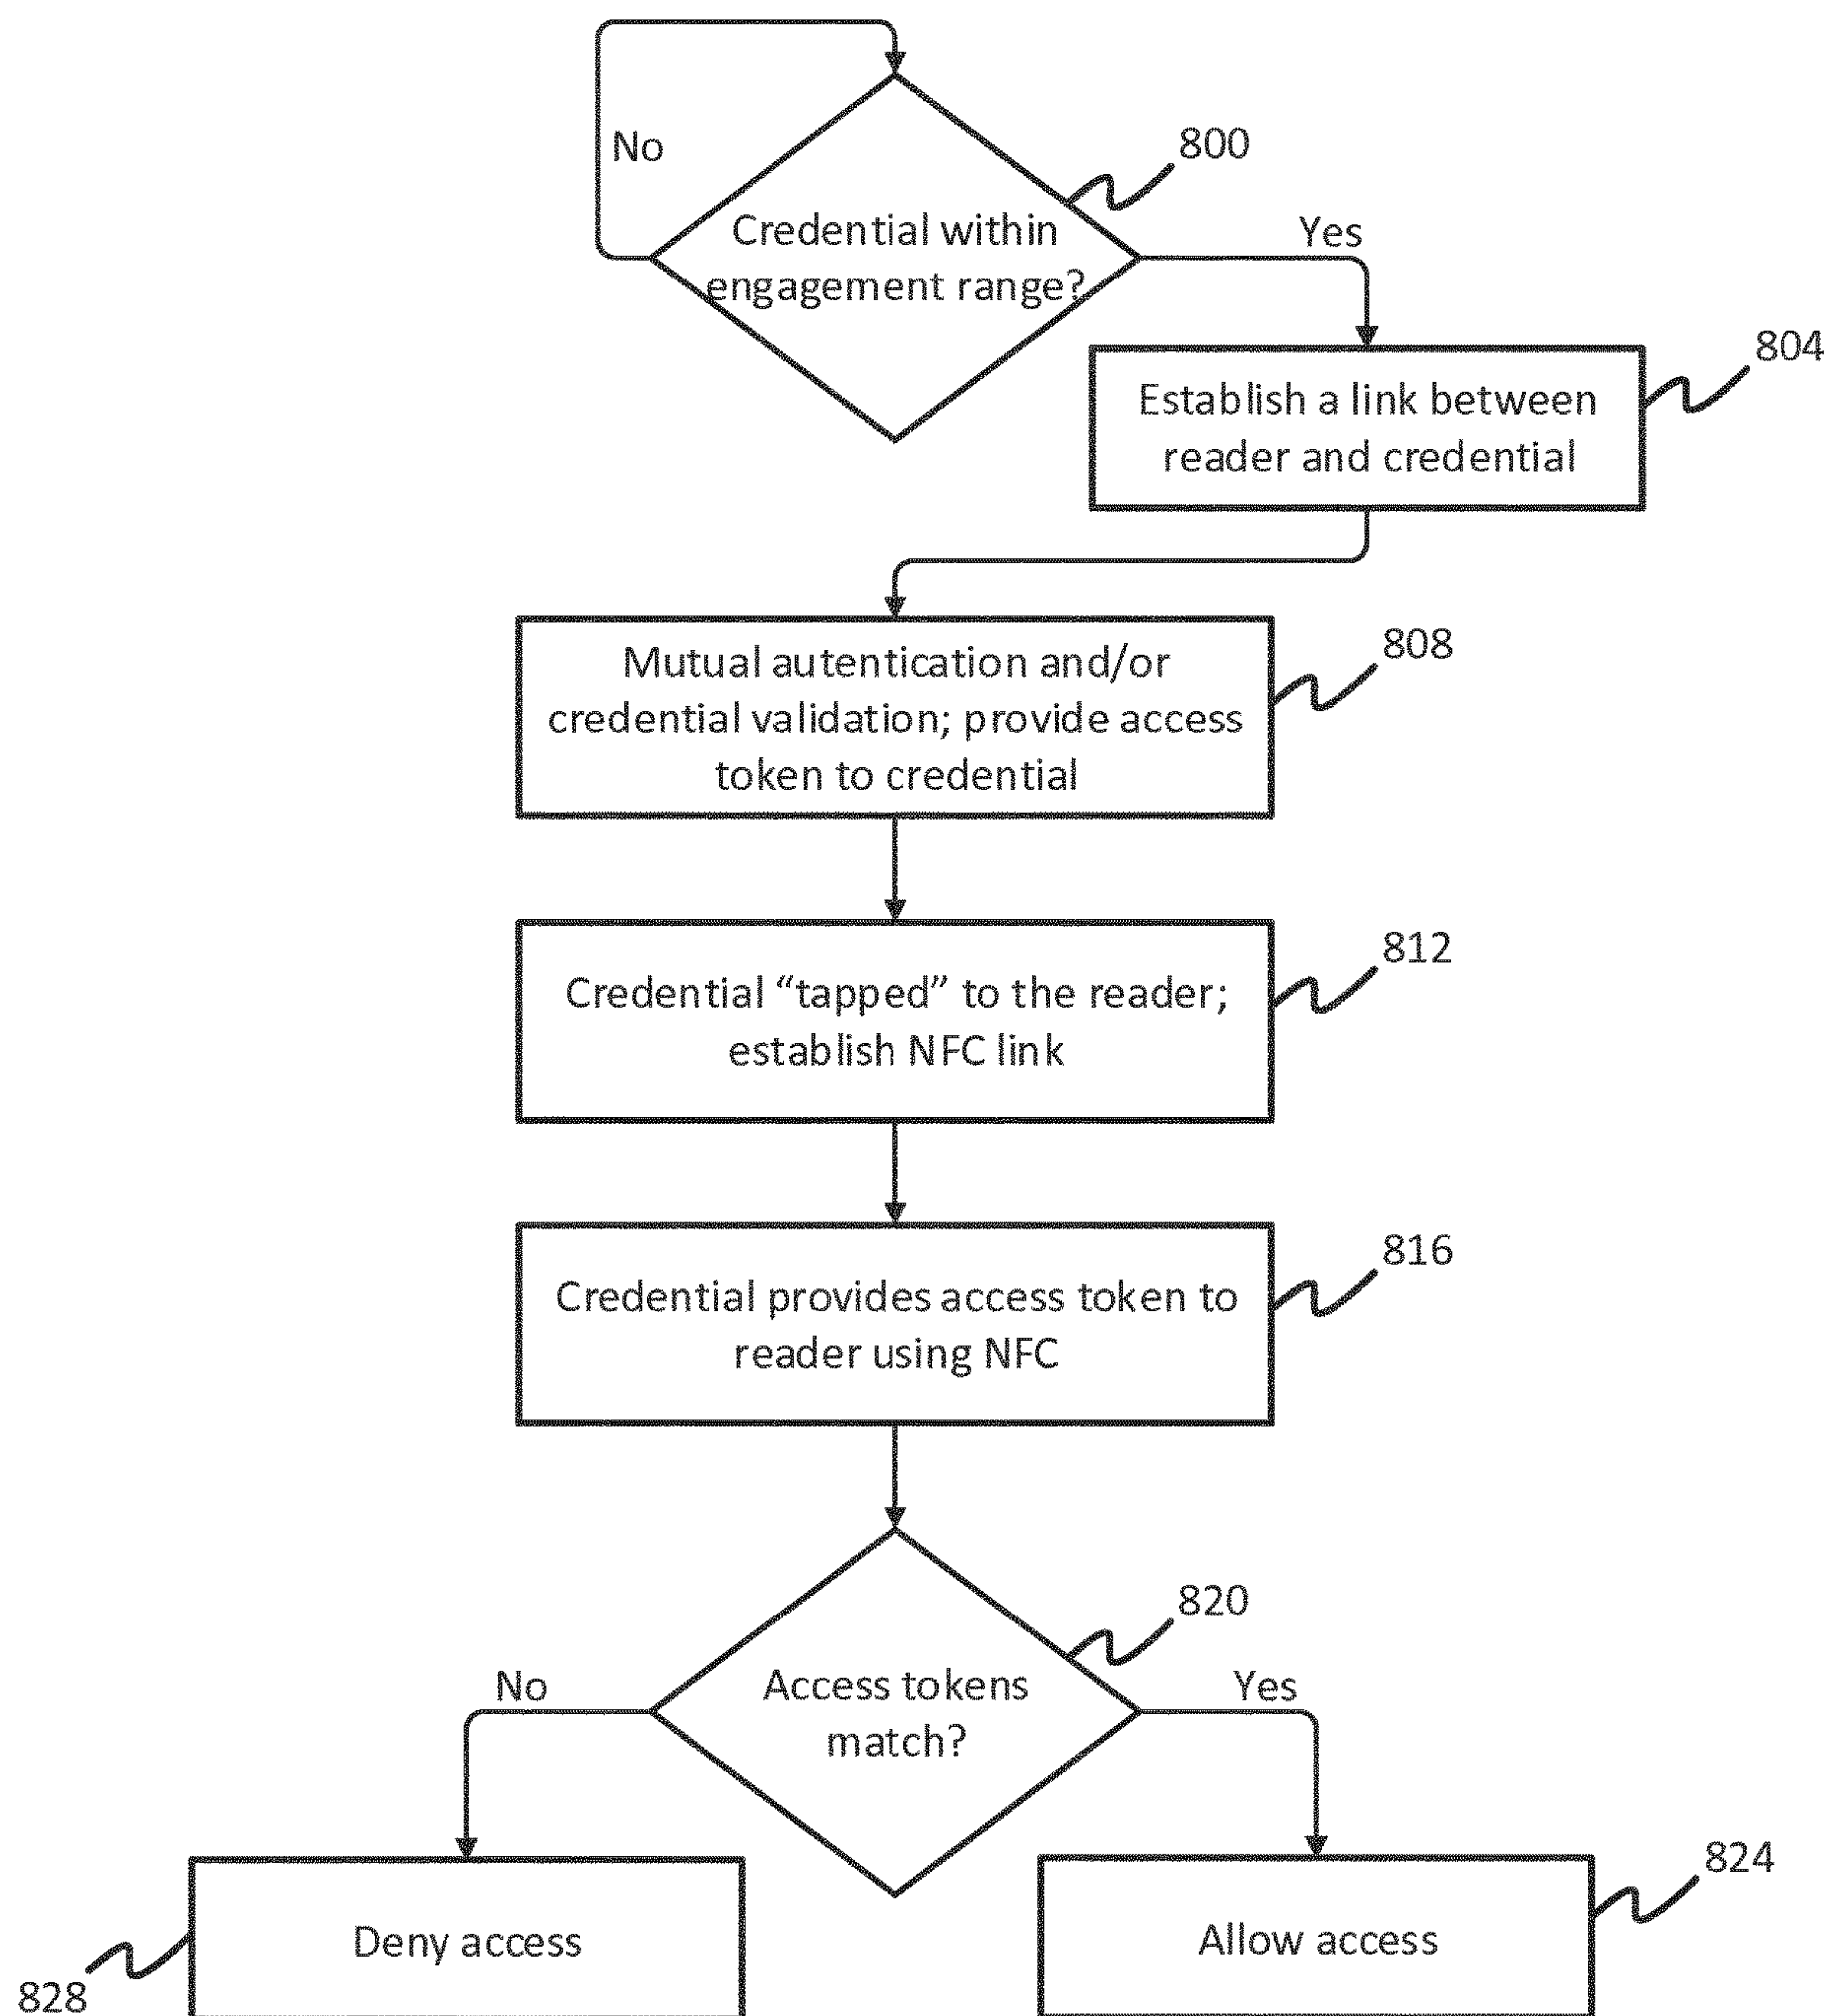 No
800
Credential within
engagement range?
Yes
804
Establish a link between
reader and credential
808
Mutual autentication and/or
credential validation; provide access
token to credential
812
Credential “tapped” to the reader;
establish NFC link
816
Credential provides access token to
reader using NFC
820
Access tokens
match?
No
Yes
824
Deny access
Allow access
828